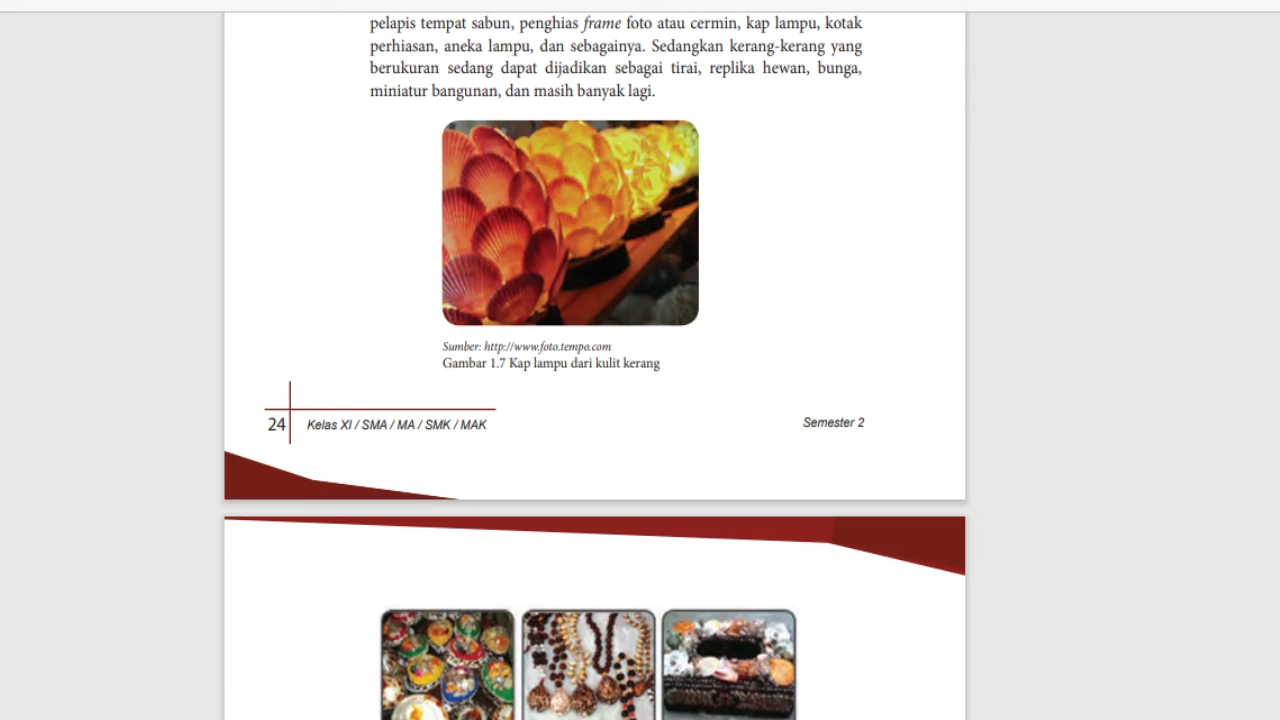 pelapis tempat sabun, penghias frame foto atau cermin, kap lampu, kotak
perhiasan, aneka lampu, dan sebagainya. Sedangkan kerang-kerang yang
berukuran sedang dapat dijadikan sebagai tirai, replika hewan, bunga,
miniatur bangunan, dan masih banyak lagi.
Sumber: http://www.foto.tempo.com
Gambar 1.7 Kap lampu dari kulit kerang
24 Kelas XI / SMA / MA / SMK / MAK
Semester 2